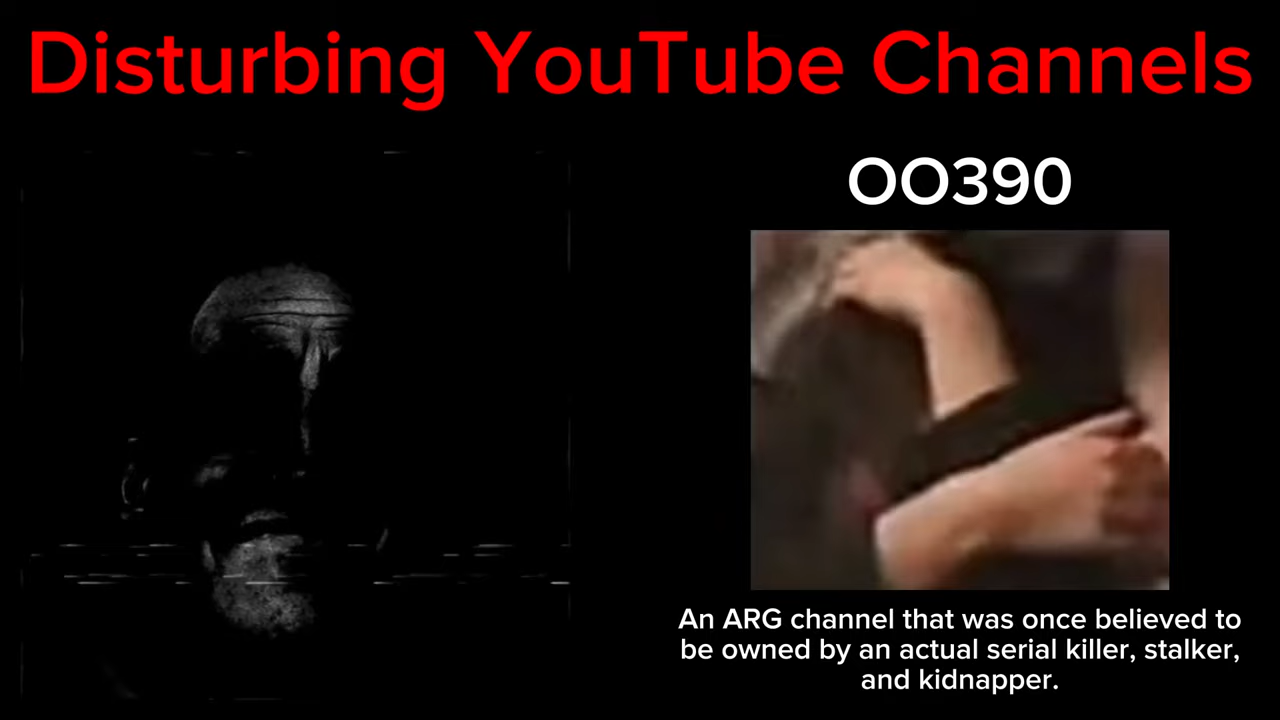 Disturbing YouTube Channels
OO390
An ARG channel that was once believed to
be owned by an actual serial killer, stalker,
and kidnapper.